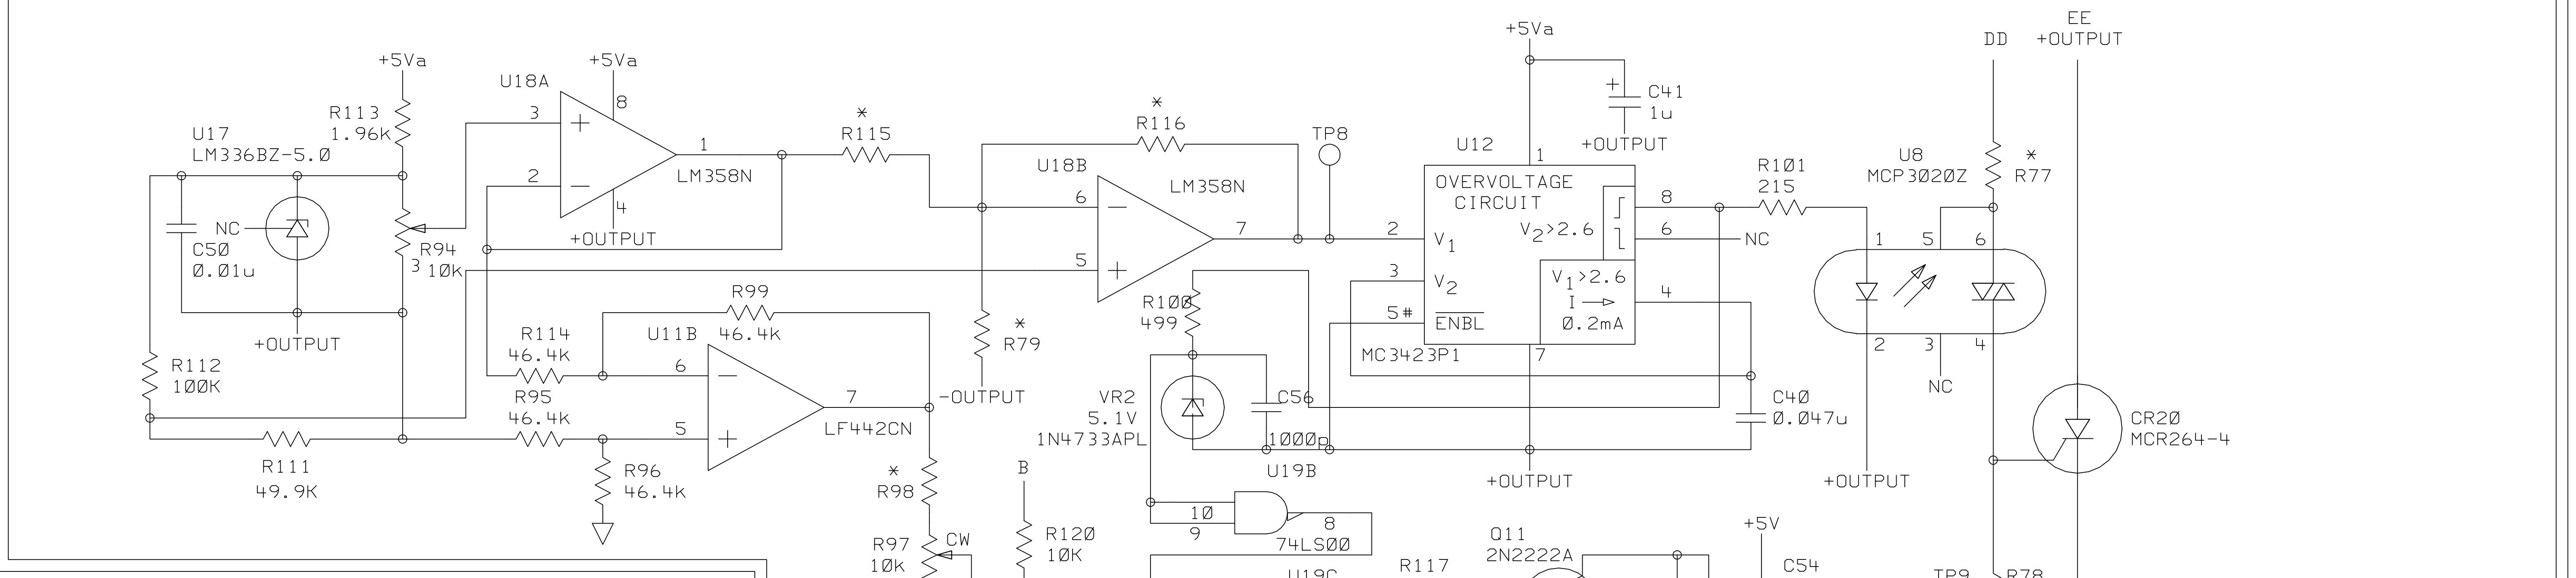 EE
+5Va
DD
+OUTPUT
+5Va
+5Va
U18A
8
C41
+
1u
*
*
R113
3
R116
TP8
1.96K
U17
R115
1
U12
+OUTPUT
LM336BZ-5.0
1
U18B
U8
*
R101
2
LM358N
LM358N
MCP3020Z
R77
OVERVOLTAGE
215
CIRCUIT
4
6
8
NC
V2>2.6
7
2
6
NC
+OUTPUT
V1
1
5
6
C50
R94
0.01u
3
10K
5
3
V2
V1>2.6
R99
R100
I
4
499
5#
ENBL
0.2mA
R114
U11B
46.4K
*
+OUTPUT
R79
46.4K
MC3423P1
7
2
3
4
R112
6
100K
NC
R95
7
-OUTPUT
VR2
C56
C40
46.4K
5.1V
0.047u
CR20
5
LF442CN
1N4733APL
1000p
MCR264-4
R111
R96
*
B
U19B
+OUTPUT
+OUTPUT
49.9K
46.4K
R98
10
8
+5V
9
Q11
R120
R97
CW
74LS00
2N2222A
10K
10K
R117
C54
U19C
TP9
R78